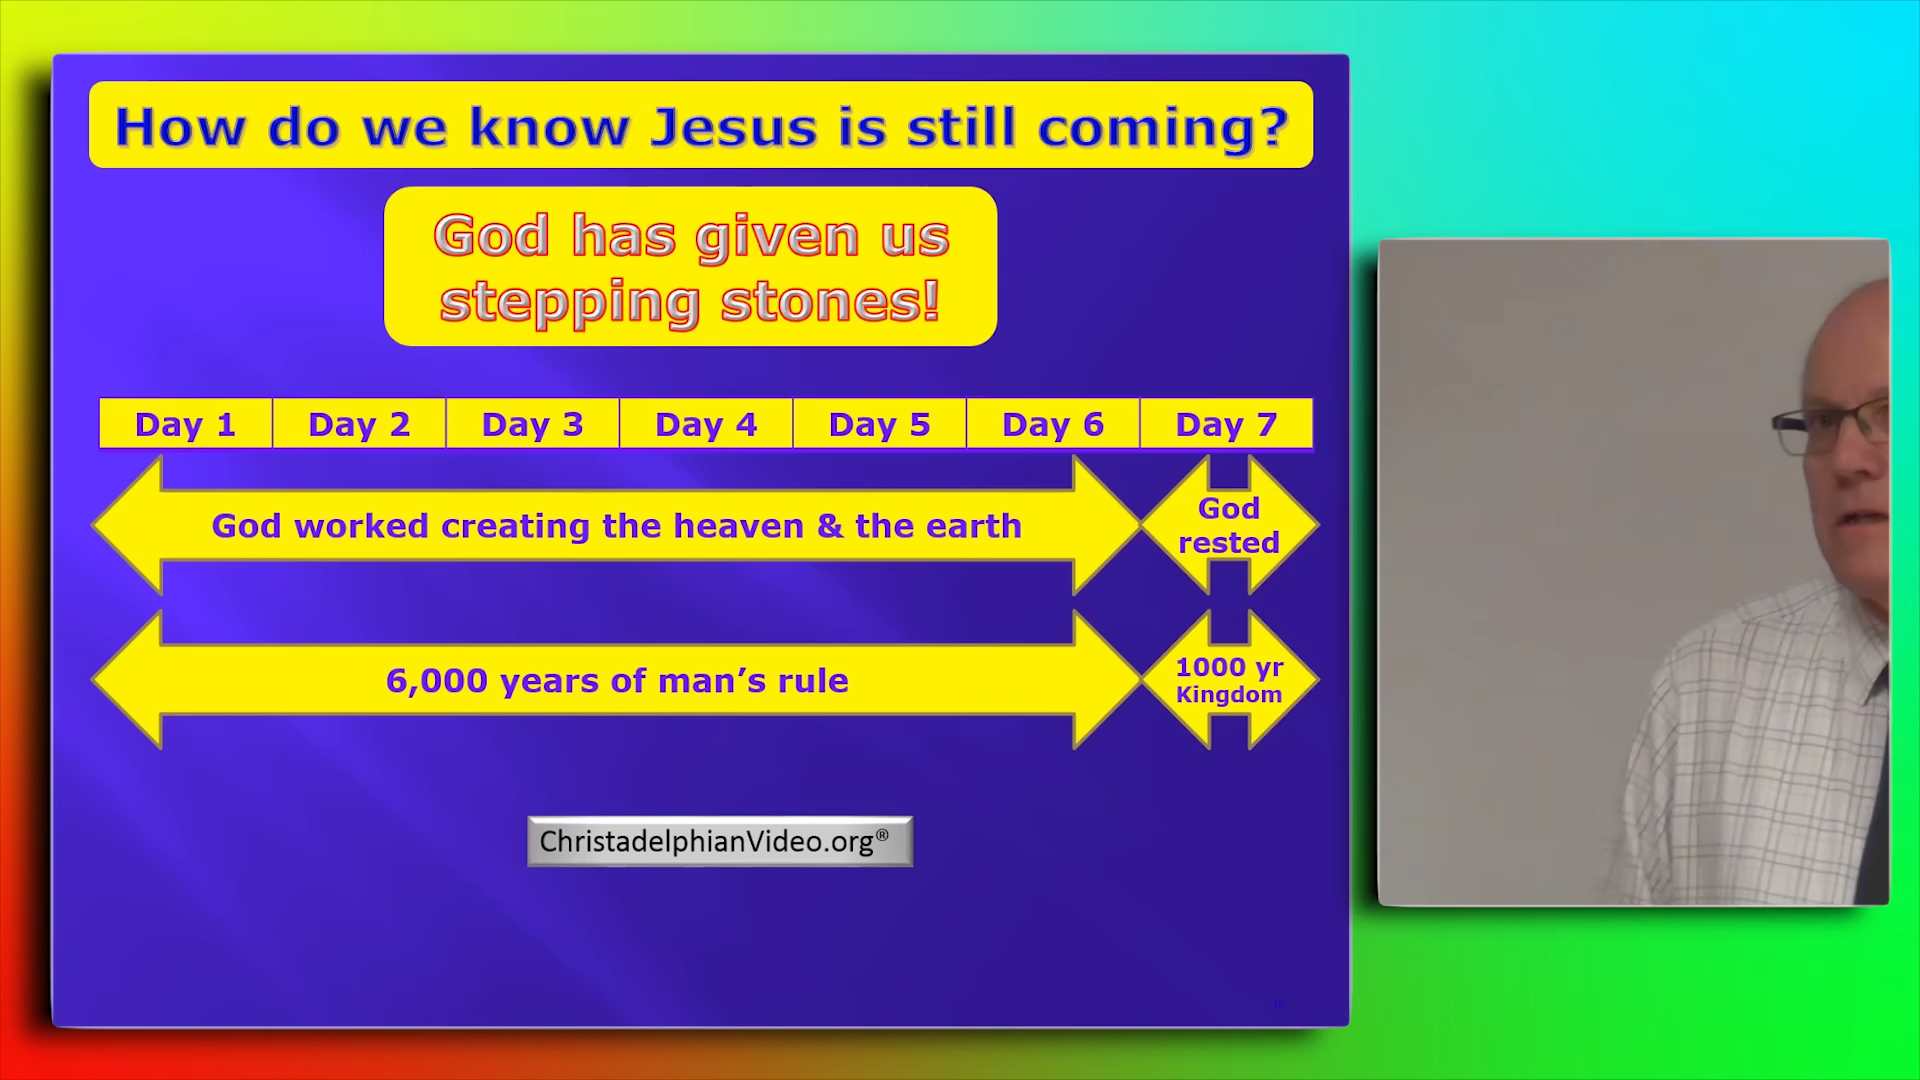 How do we know Jesus is still coming?
God has given us
stepping stones!
Day 1 Day 2 Day 3 Day 4 Day 5 Day 6 Day 7
God worked creating the heaven & the earth
God
rested
6,000 years of man’s rule
1000 yr
Kingdom
ChristadelphianVideo.org®